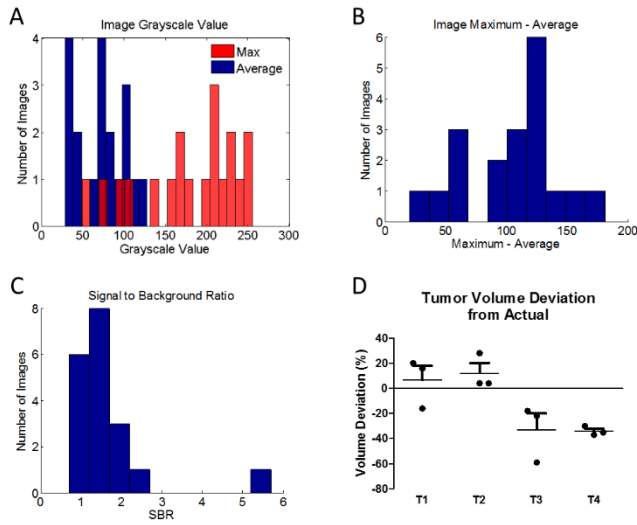 A
Image Grayscale Value
Number of Images
4
3
2
1
0
Max
Average
0 50 100 150 200 250 300
Grayscale Value
B
Image Maximum - Average
Number of Images
6
5
4
3
2
1
0
0 50 100 150 200
Maximum - Average
C
Signal to Background Ratio
Number of Images
8
6
4
2
0
1 2 3 4 5 6
SBR
D
Tumor Volume Deviation
from Actual
Volume Deviation (%)
40
20
0
-20
-40
-60
-80
T1 T2 T3 T4